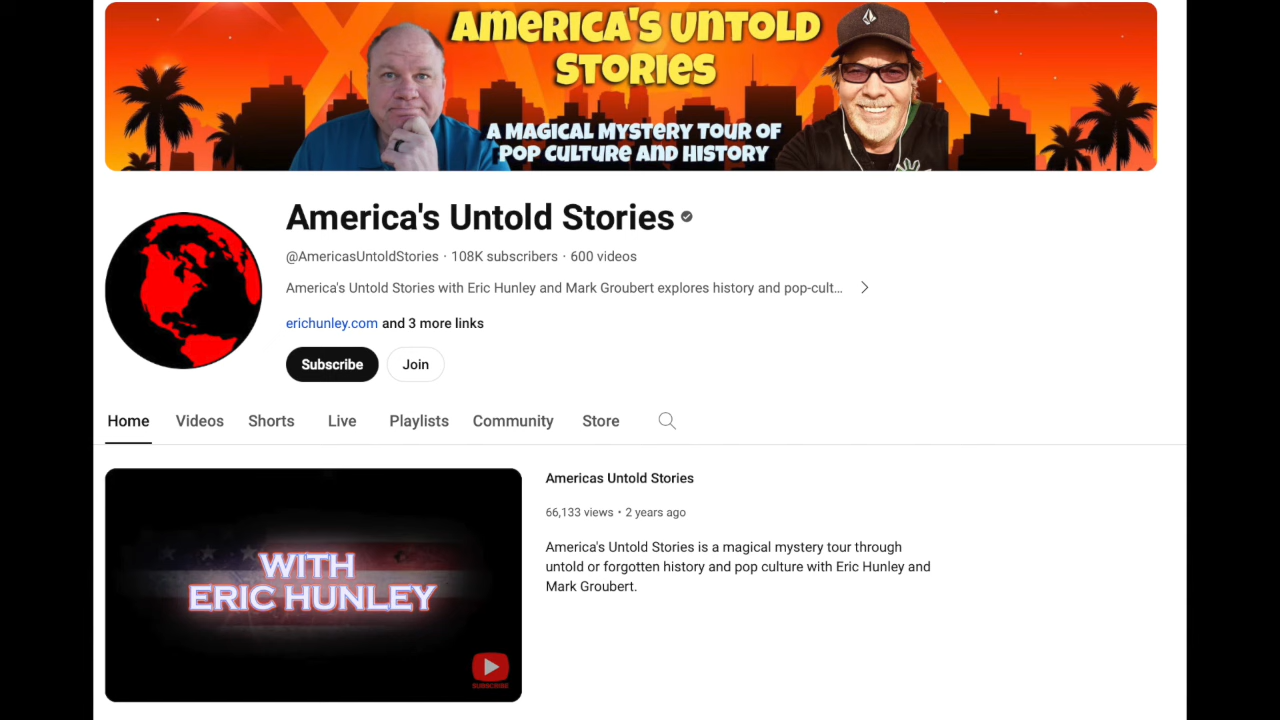 AMERICA'S UNTOLD
STORIES
A MAGICAL MYSTERY TOUR OF
POP CULTURE AND HISTORY
America's Untold Stories
@AmericasUntoldStories · 108K subscribers · 600 videos
America's Untold Stories with Eric Hunley and Mark Groubert explores history and pop-cult...
erichunley.com and 3 more links
Subscribe Join
Home Videos Shorts Live Playlists Community Store
WITH
ERIC HUNLEY
SUBSCRIBE
Americas Untold Stories
66,133 views • 2 years ago
America's Untold Stories is a magical mystery tour through
untold or forgotten history and pop culture with Eric Hunley and
Mark Groubert.